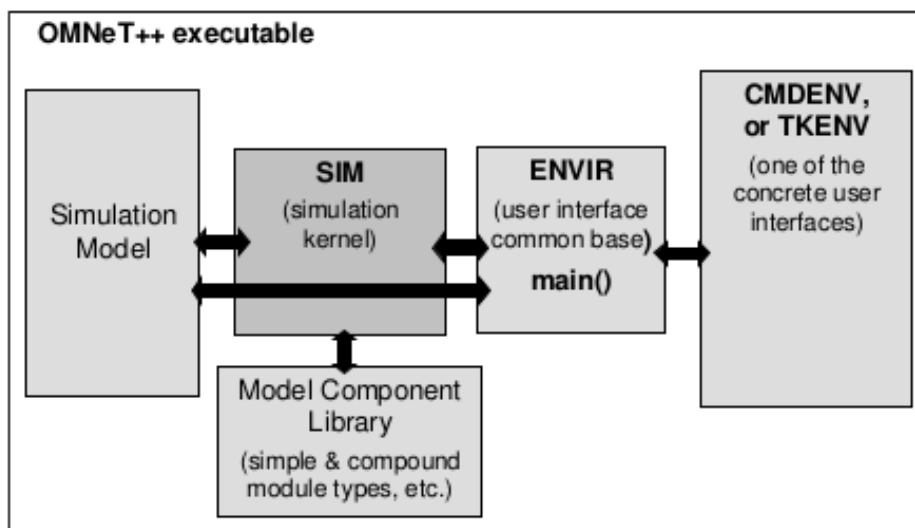 OMNeT++ executable
Simulation
Model
SIM
(simulation
kernel)
Model Component
Library
(simple & compound
module types, etc.)
ENVIR
(user interface
common base)
main()
CMDENV,
or TKENV
(one of the
concrete user
interfaces)